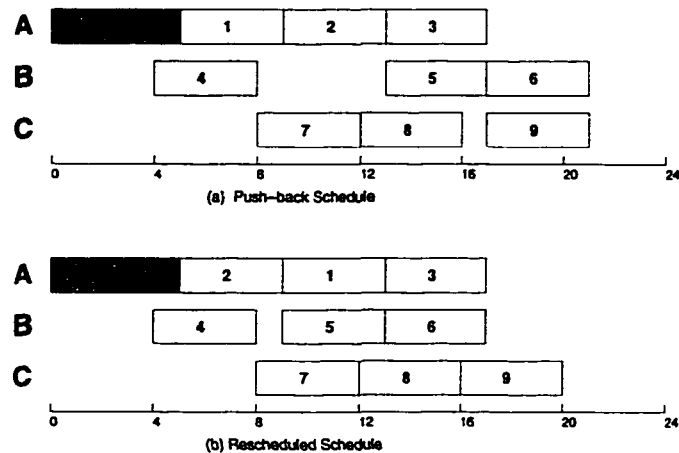 A 1 2 3
B 4 5 6
C 7 8 9
0 4 8 12 16 20 24
(a) Push-back Schedule
A 2 1 3
B 4 5 6
C 7 8 9
0 4 8 12 16 20 24
(b) Rescheduled Schedule